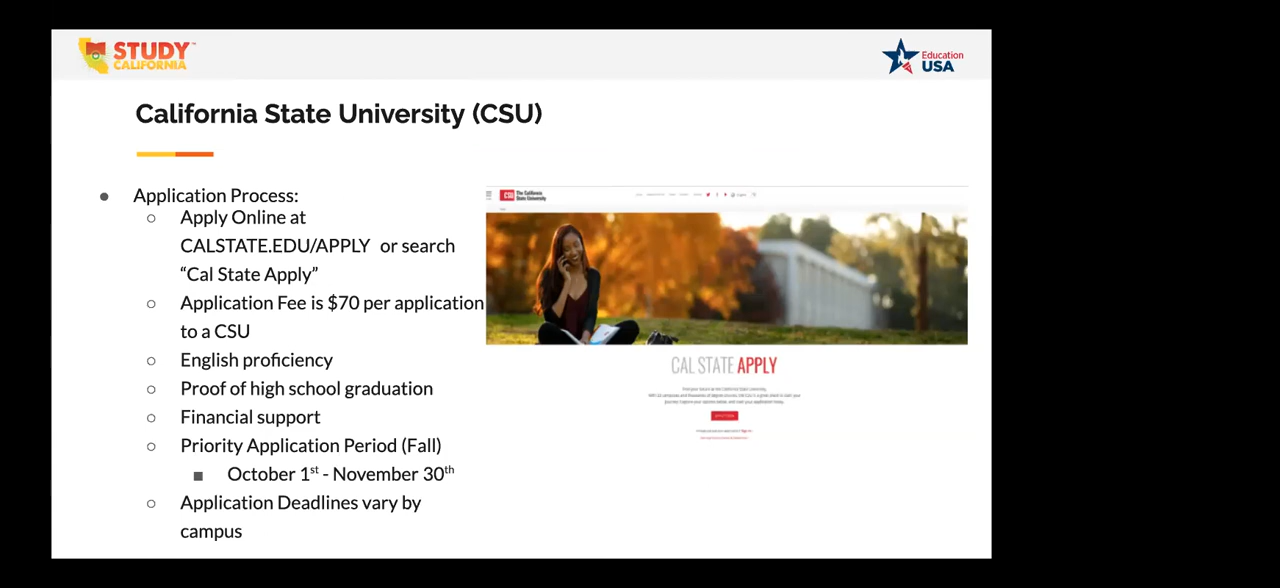 STUDY™
CALIFORNIA
Education
USA
California State University (CSU)
● Application Process:
○ Apply Online at
CALSTATE.EDU/APPLY or search
“Cal State Apply”
○ Application Fee is $70 per application
to a CSU
○ English proficiency
○ Proof of high school graduation
○ Financial support
○ Priority Application Period (Fall)
■ October 1st - November 30th
○ Application Deadlines vary by
campus
CSU The California
State University
CAL STATE APPLY